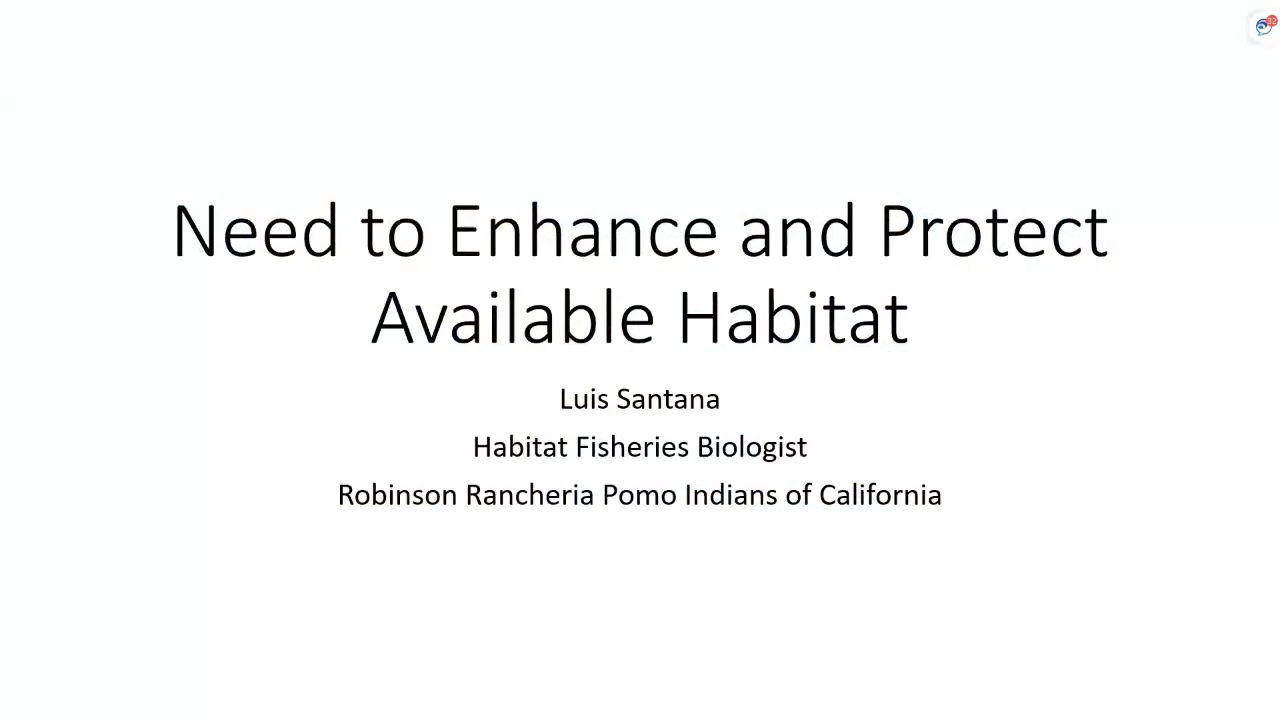 Need to Enhance and Protect
Available Habitat
Luis Santana
Habitat Fisheries Biologist
Robinson Rancheria Pomo Indians of California